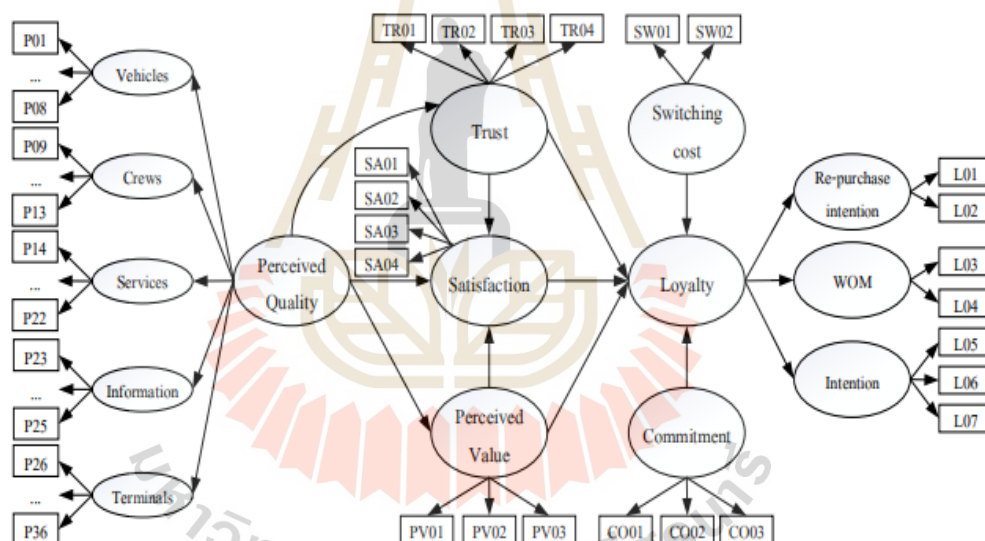 P01
...
P08
P09
...
P13
P14
...
P22
P23
...
P25
P26
...
P36
Vehicles
Crews
Services
Information
Terminals
Perceived
Quality
TR01
TR02
TR03
TR04
Trust
SA01
SA02
SA03
SA04
Satisfaction
Perceived
Value
PV01
PV02
PV03
SW01
SW02
Switching
cost
Loyalty
Commitment
CO01
CO02
CO03
Re-purchase
intention
WOM
Intention
L01
L02
L03
L04
L05
L06
L07